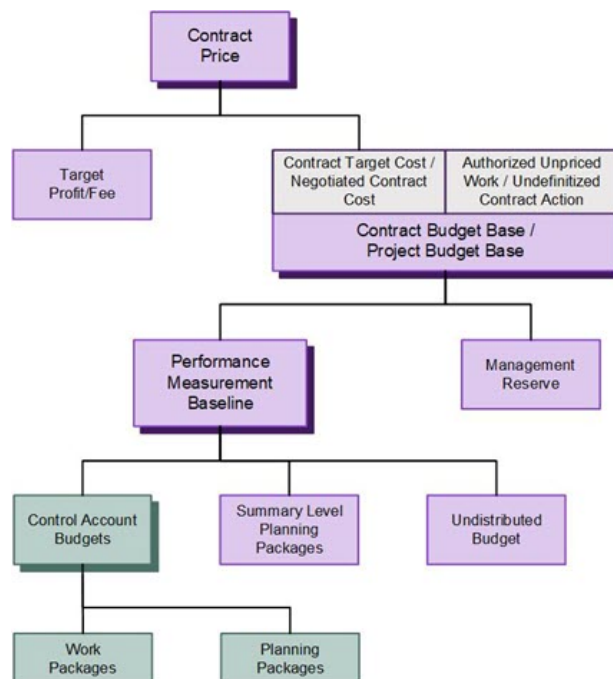 Contract
Price
Target
Profit/Fee
Contract Target Cost /
Negotiated Contract
Cost
Authorized Unpriced
Work / Undefinitized
Contract Action
Contract Budget Base /
Project Budget Base
Performance
Measurement
Baseline
Management
Reserve
Control Account
Budgets
Summary Level
Planning
Packages
Undistributed
Budget
Work
Packages
Planning
Packages